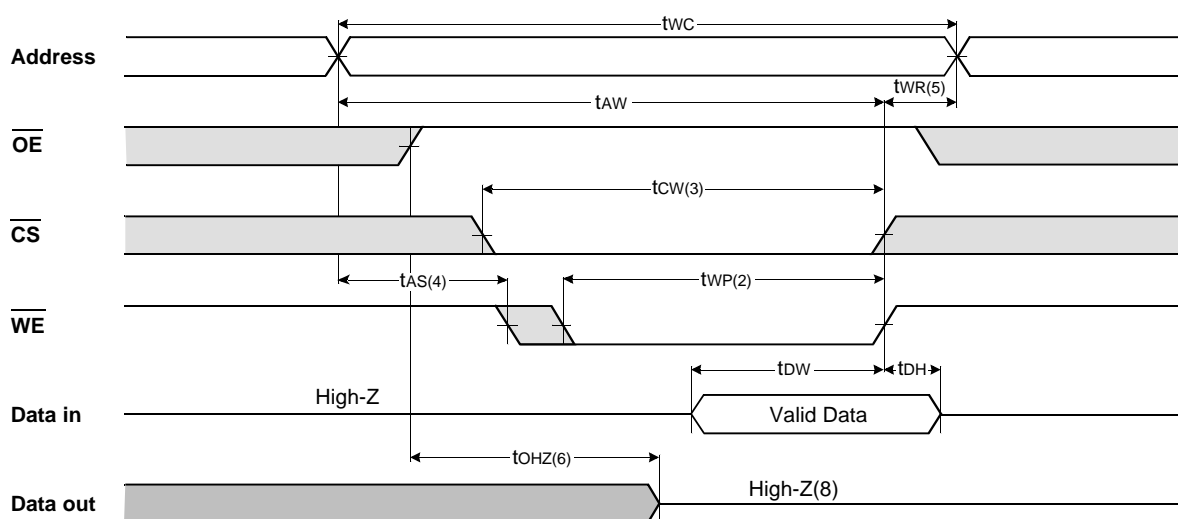 tWC
Address
tWR(5)
tAW
OE
tCW(3)
CS
tAS(4)
tWP(2)
WE
tDW
tDH
High-Z
Data in
Valid Data
tOHZ(6)
High-Z(8)
Data out